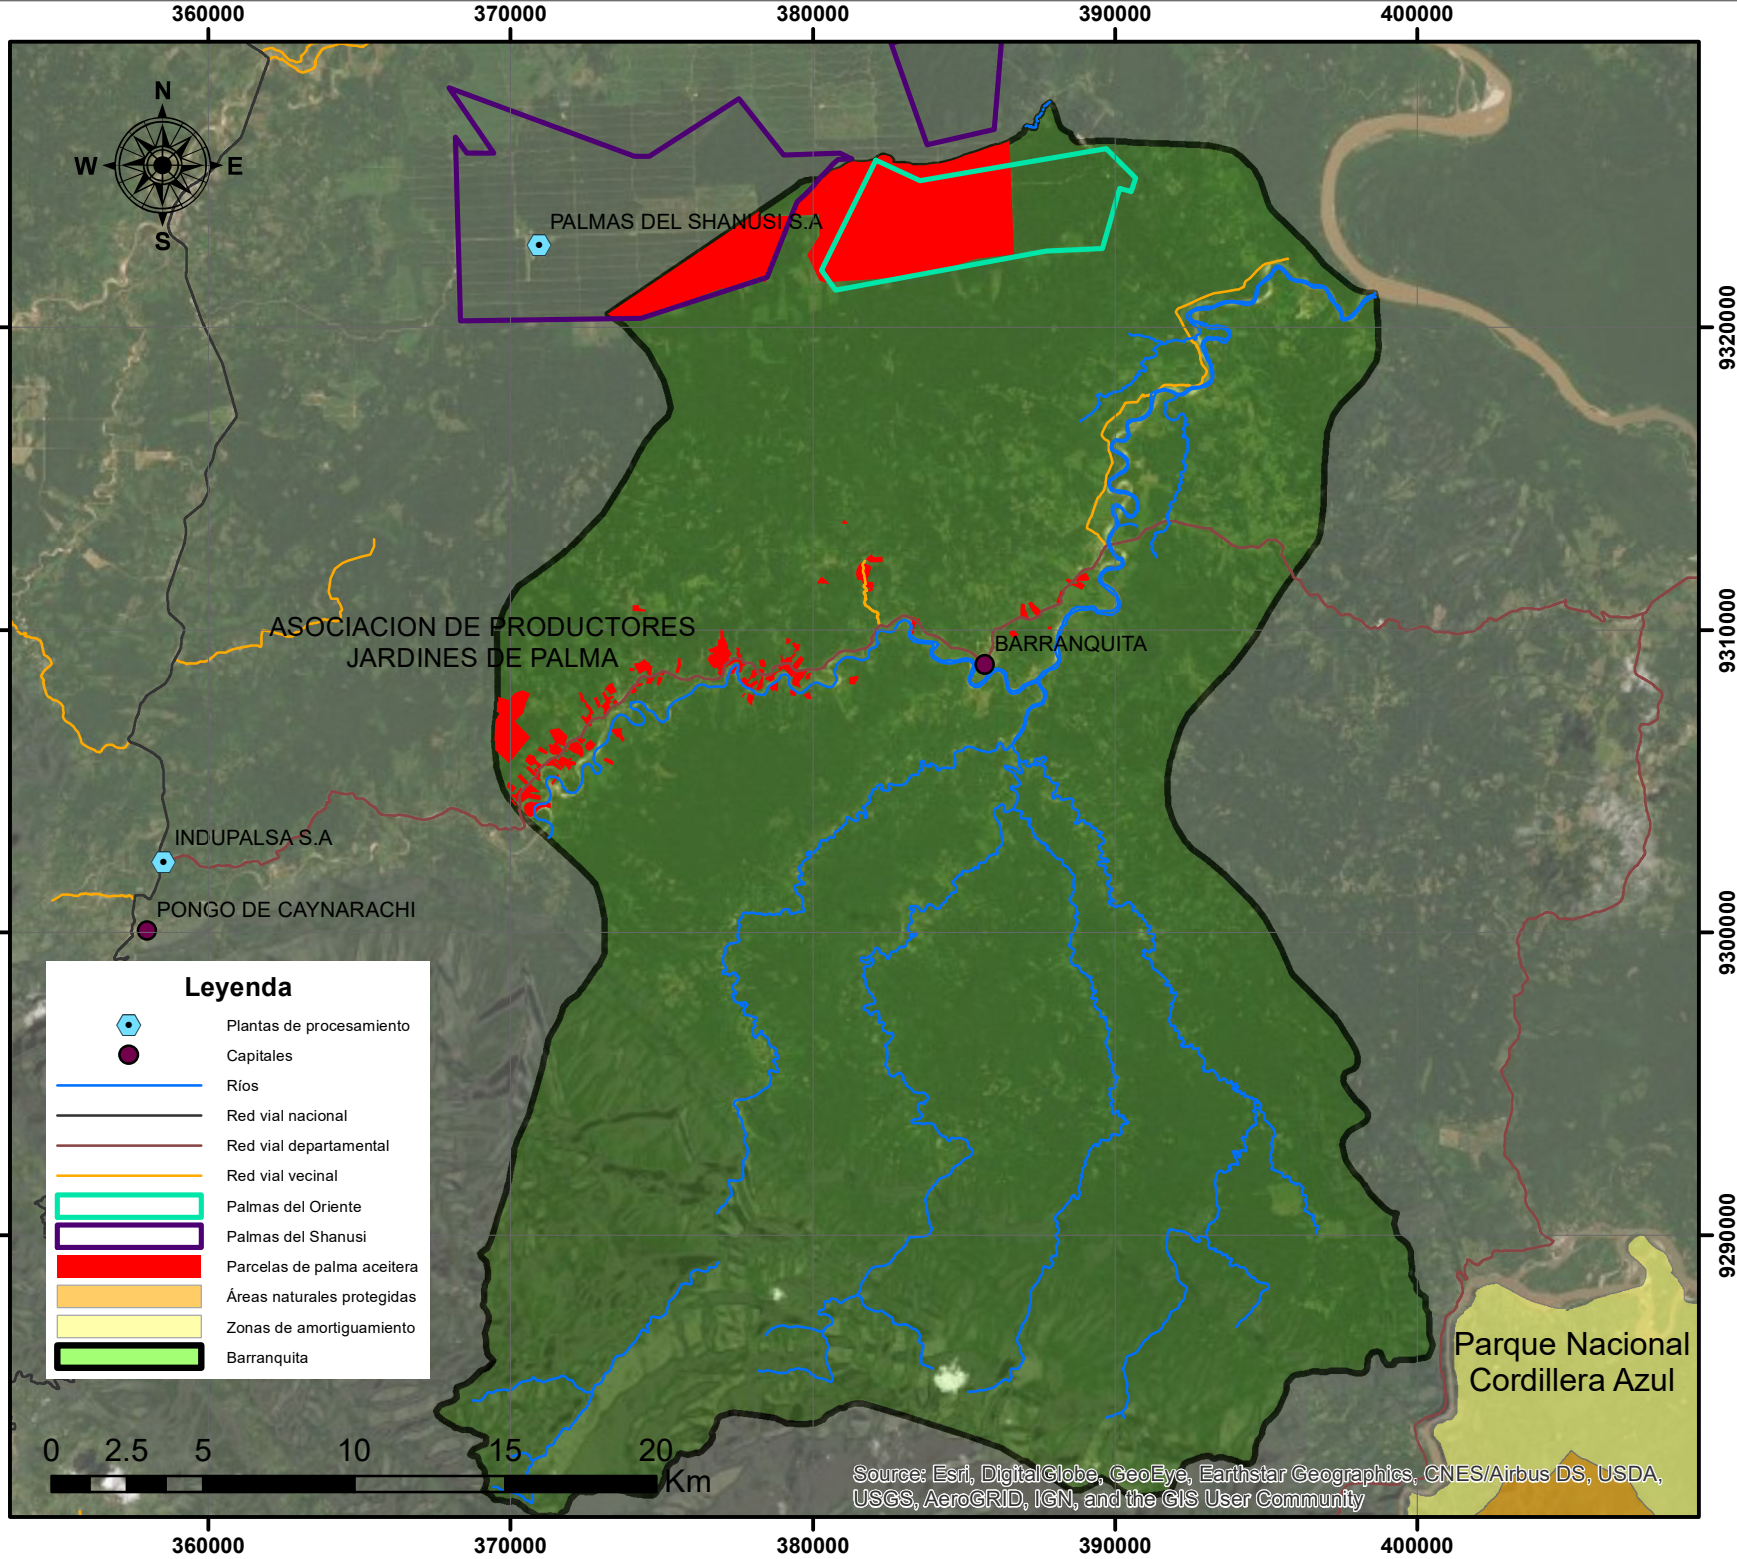 360000 370000 380000 390000 400000
N
W E
S
PALMAS DEL SHANUSI S.A
9320000
ASOCIACION DE PRODUCTORES
JARDINES DE PALMA
BARRANQUITA
9310000
INDUPALSA S.A
PONGO DE CAYNARACHI
9300000
Leyenda
Plantas de procesamiento
Capitales
Ríos
Red vial nacional
Red vial departamental
Red vial vecinal
Palmas del Oriente
Palmas del Shanusi
Parcelas de palma aceitera
Áreas naturales protegidas
Zonas de amortiguamiento
Barranquita
9290000
Parque Nacional
Cordillera Azul
0 2.5 5 10 15 20
Km
Source: Esri, DigitalGlobe, GeoEye, Earthstar Geographics, CNES/Airbus DS, USDA,
USGS, AeroGRID, IGN, and the GIS User Community
360000 370000 380000 390000 400000